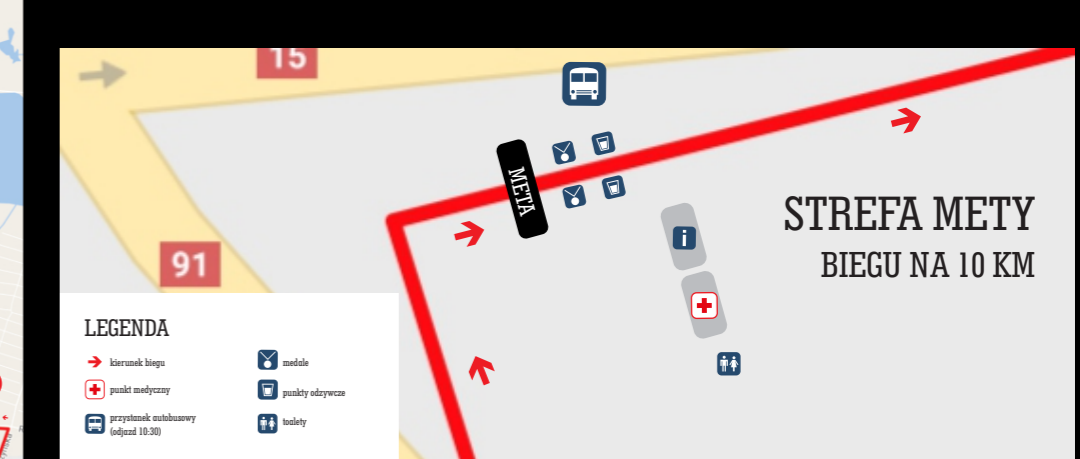 15
META
STREFA METY
BIEGU NA 10 KM
i
91
LEGENDA
kierunek biegu
punkt medyczny
przystanek autobusowy
(odjazd 10:30)
medale
punkty odzywcze
toalety